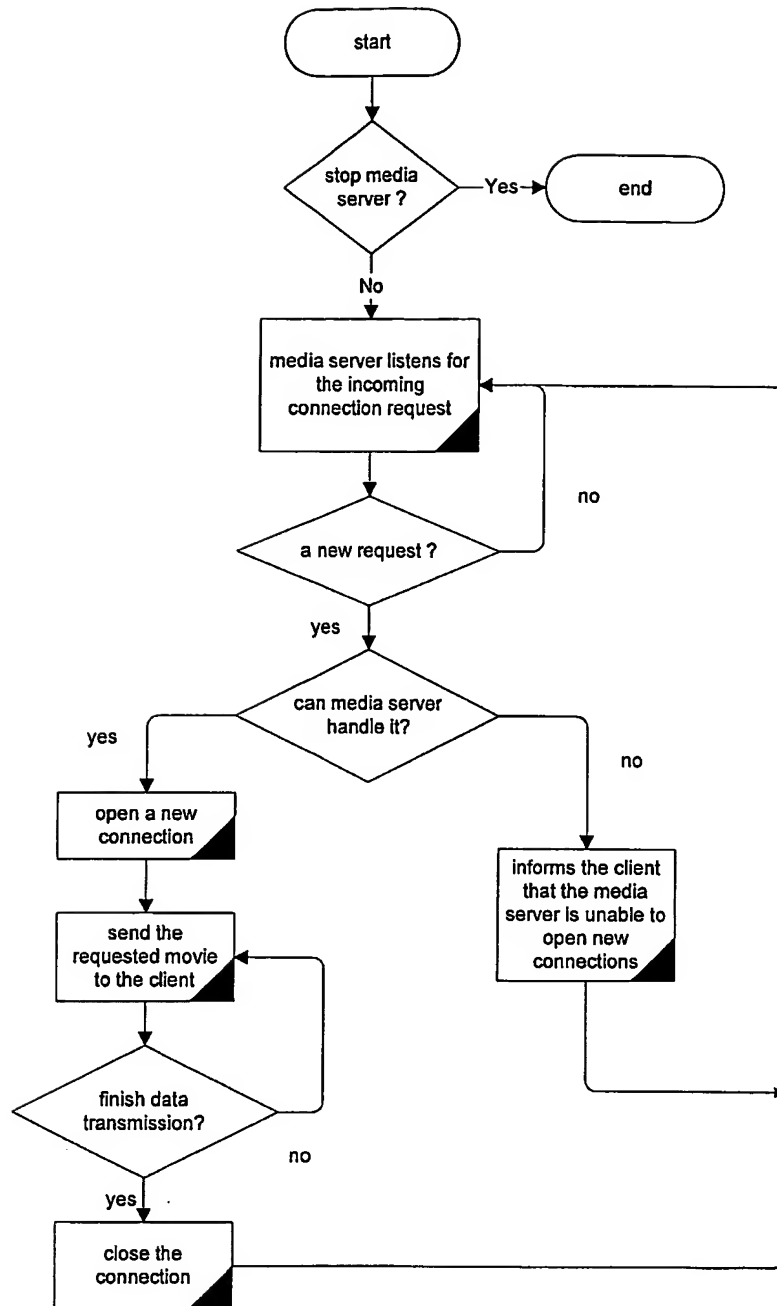 start
stop media
server ?
Yes
end
No
media server listens for
the incoming
connection request
no
a new request ?
yes
can media server
handle it?
yes
no
open a new
connection
informs the client
that the media
server is unable to
open new
connections
send the
requested movie
to the client
finish data
transmission?
no
yes
close the
connection